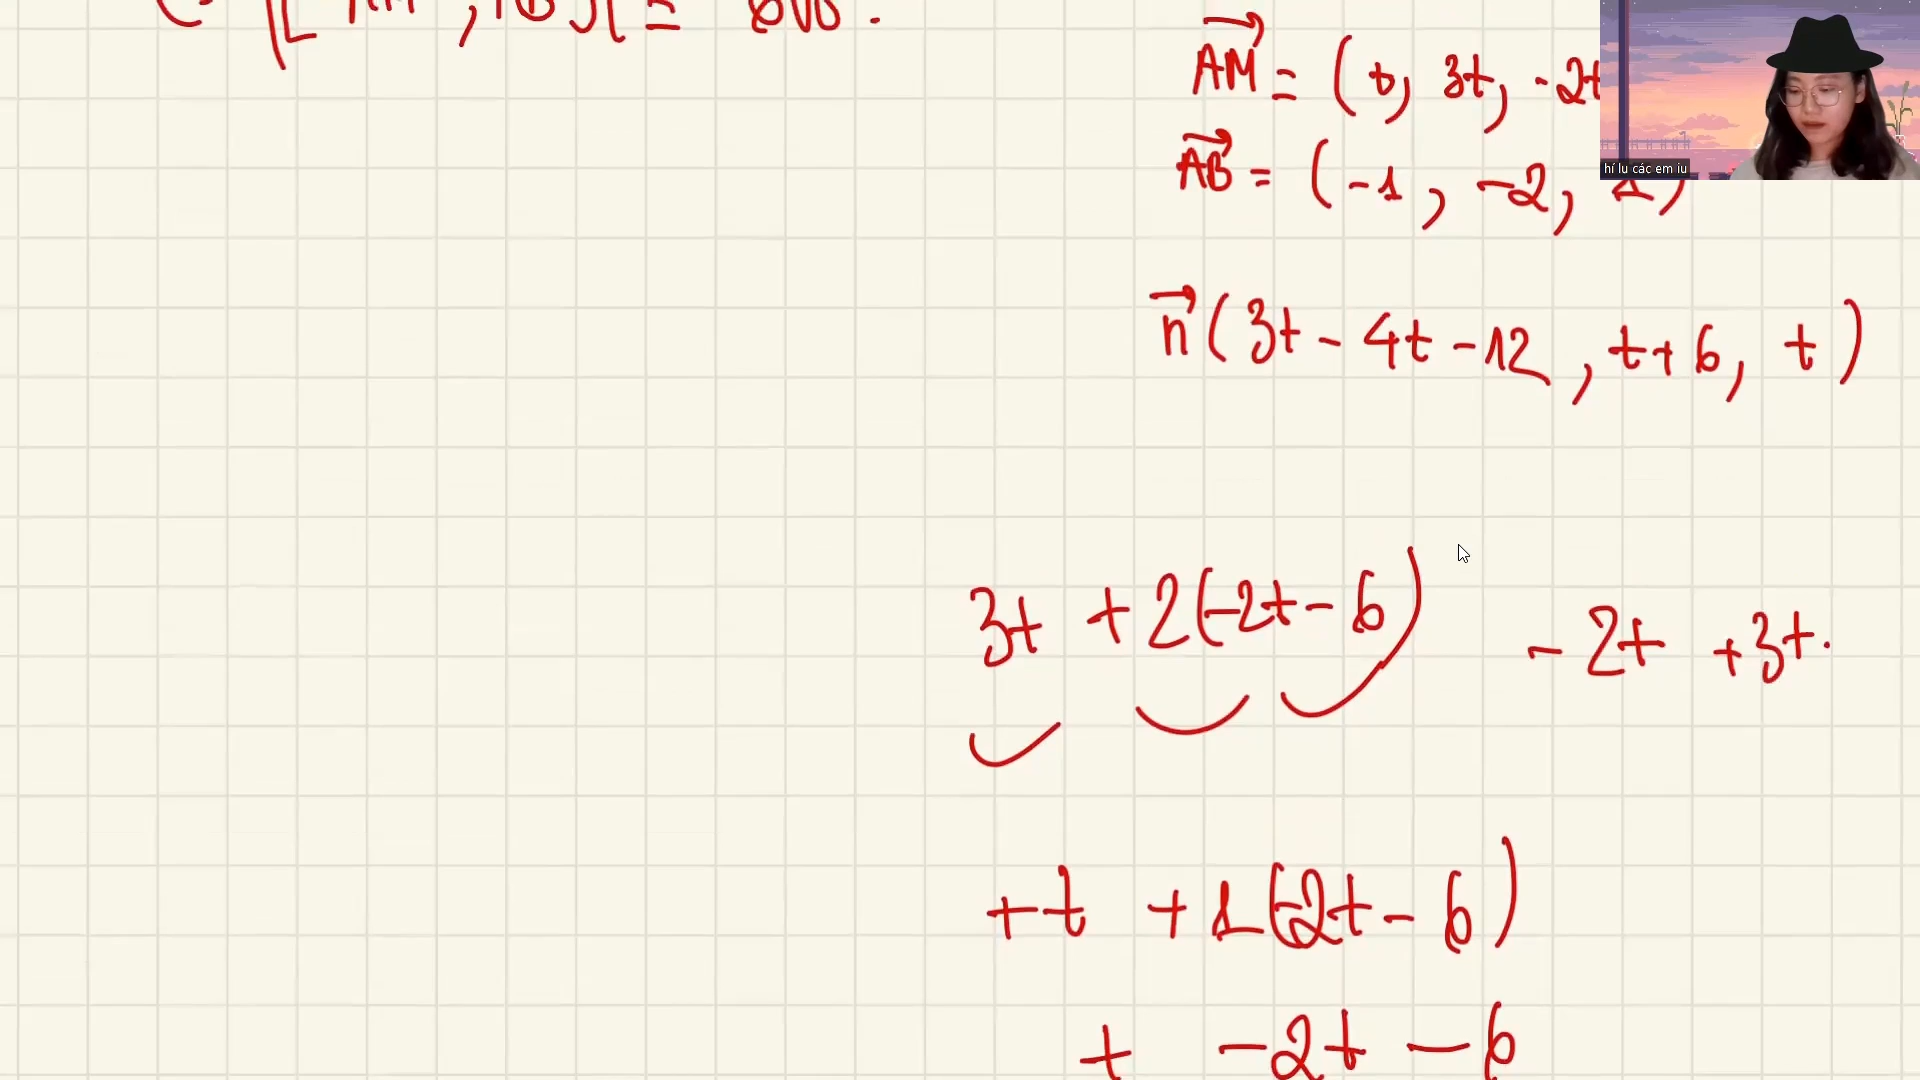 AM = (t, 3t, -2t
hí lu các em iu
AB = (-1, -2, 1)
n(3t - 4t - 12, t+6, t)
3t + 2(-2t - 6) - 2t + 3t.
+t + 1(-2t - 6)
+ -2t - 6